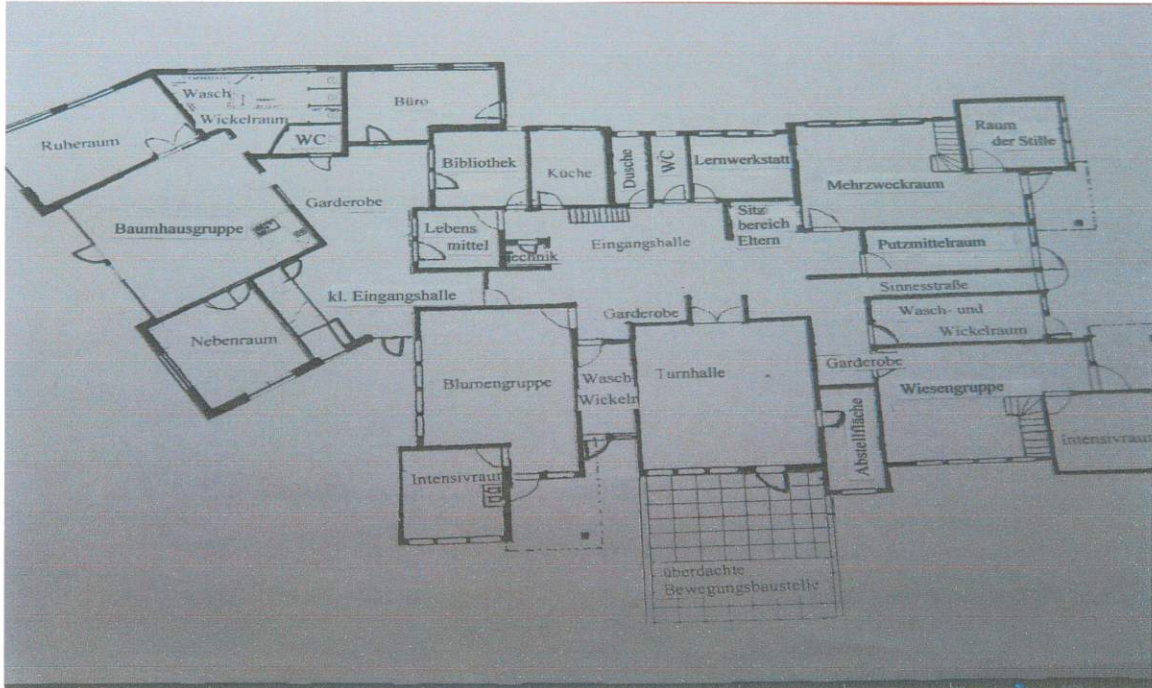 Wasch
Wickelraum
Büro
Ruheraum
WC
Bibliothek
Küche
Dusche
WC
Lernwerkstatt
Raum
der Stille
Mehrzweckraum
Garderobe
Baumhausgruppe
Lebens
mittel
Technik
Eingangshalle
Sitz
bereich
Eltern
Putzmittelraum
Sinnesstraße
kl. Eingangshalle
Garderobe
Wasch- und
Wickelraum
Nebenraum
Blumengruppe
Wasch-
Wickeln
Turnhalle
Garderobe
Wiesengruppe
Abstellfläche
Intensivraum
Intensivraum
überdachte
Bewegungsbaustelle